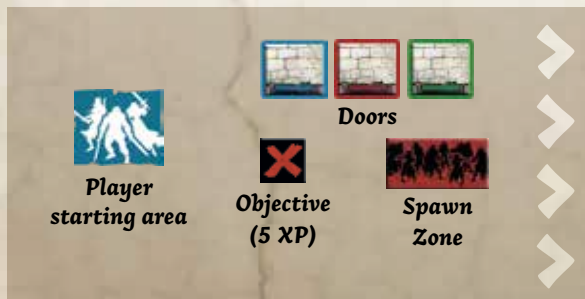 Doors
Player
starting area
Objective
(5 XP)
Spawn
Zone